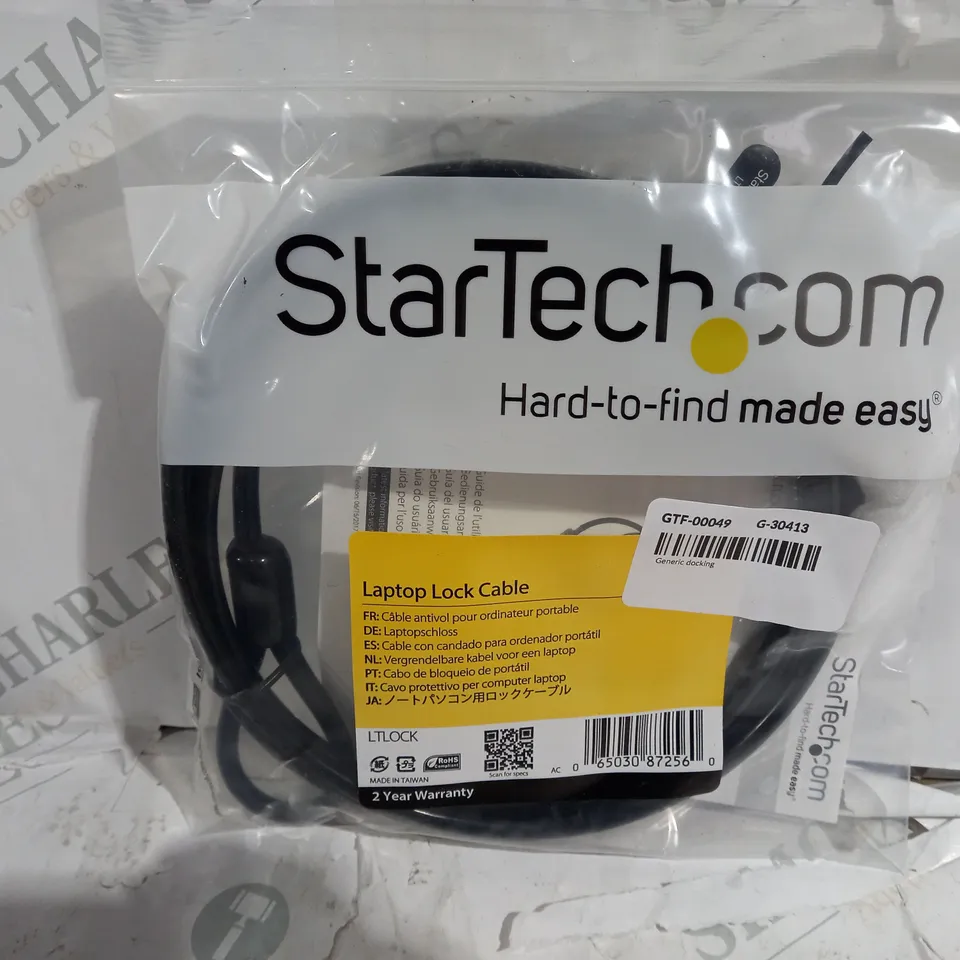 StarTech.com
Hard-to-find made easy®
GTF-00049 G-30413
Generic docking
Laptop Lock Cable
FR: Câble antivol pour ordinateur portable
DE: Laptopschloss
ES: Cable con candado para ordenador portátil
NL: Vergrendelbare kabel voor een laptop
PT: Cabo de bloqueio de portátil
IT: Cavo protettivo per computer laptop
JA: ノートパソコン用ロックケーブル
LTLOCK
RoHS
Compliant
MADE IN TAIWAN
Scan for specs
AC 0 65030 87256 0
2 Year Warranty
StarTech.com
Hard-to-find made easy®